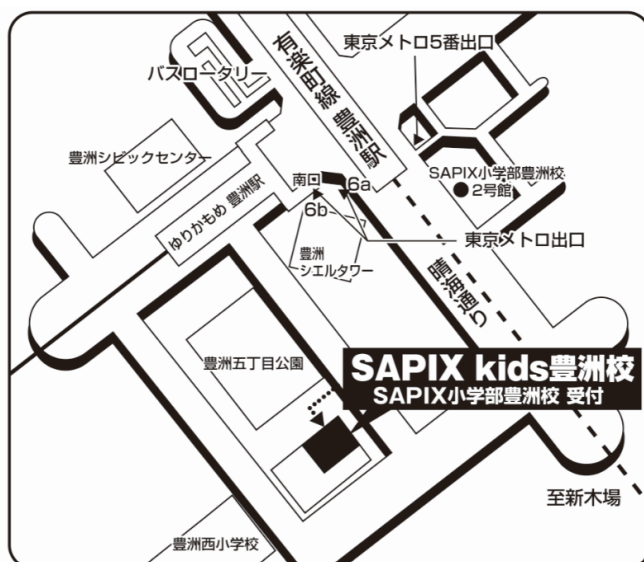 東京メトロ5番出口
バスロータリー
有楽町線 豊洲駅
豊洲シビックセンター
SAPIX小学部豊洲校
2号館
南口
6a
6b
ゆりかもめ 豊洲駅
東京メトロ出口
豊洲
シエルタワー
晴海通り
豊洲五丁目公園
SAPIX kids豊洲校
SAPIX小学部豊洲校 受付
至新木場
豊洲西小学校